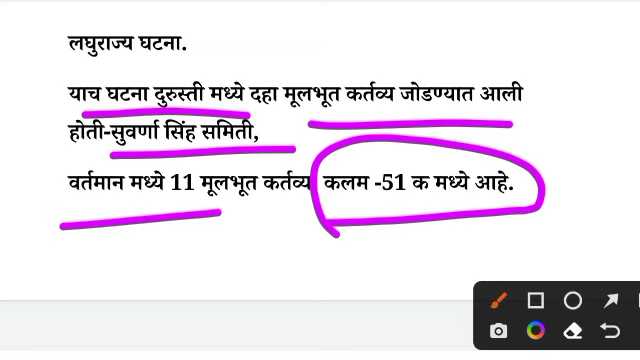 लघुराज्य घटना.
याच घटना दुरुस्ती मध्ये दहा मूलभूत कर्तव्य जोडण्यात आली
होती-सुवर्णा सिंह समिती,
वर्तमान मध्ये 11 मूलभूत कर्तव्य कलम -51 क मध्ये आहे.